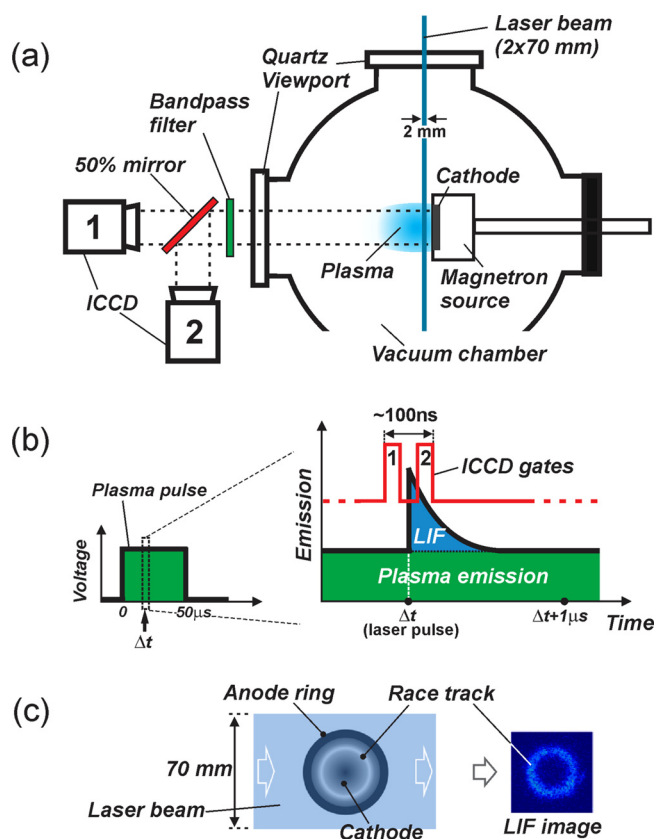 (a)
Laser beam
(2x70 mm)
Quartz
Viewport
Bandpass
filter
2 mm
50% mirror
Cathode
1
Plasma
Magnetron
source
ICCD
2
Vacuum chamber
(b)
~100ns
1
2
ICCD gates
Plasma pulse
Emission
LIF
Voltage
Plasma emission
0
50μs
Δt
Δt
(laser pulse)
Δt+1μs
Time
(c)
Anode ring
Race track
70 mm
Laser beam
Cathode
LIF image